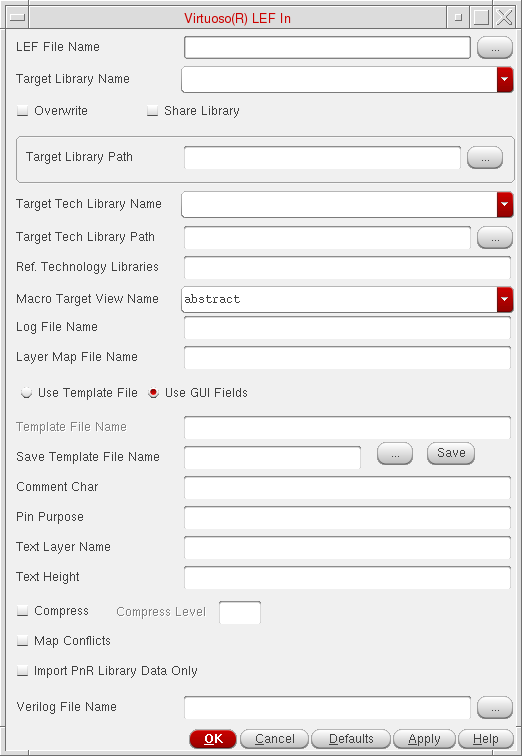 Virtuoso(R) LEF In
LEF File Name ...
Target Library Name
Overwrite Share Library
Target Library Path ...
Target Tech Library Name
Target Tech Library Path ...
Ref. Technology Libraries
Macro Target View Name abstract
Log File Name
Layer Map File Name
Use Template File Use GUI Fields
Template File Name
Save Template File Name ... Save
Comment Char
Pin Purpose
Text Layer Name
Text Height
Compress Compress Level
Map Conflicts
Import PnR Library Data Only
Verilog File Name ...
OK Cancel Defaults Apply Help